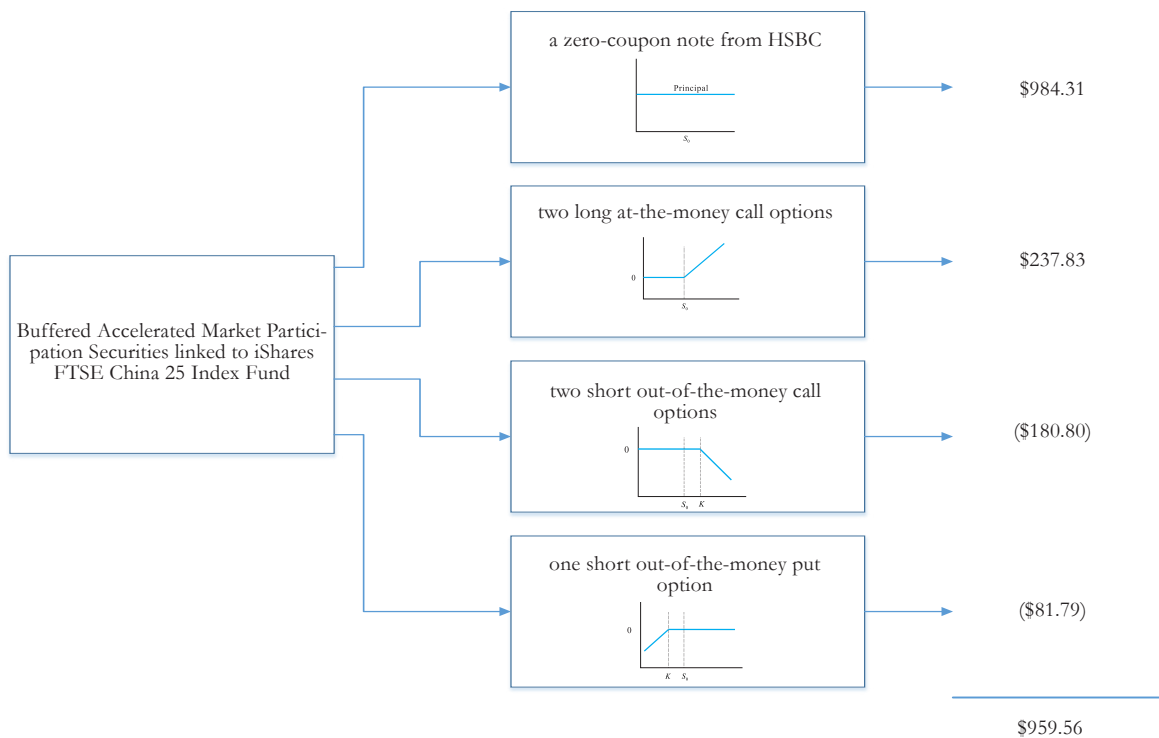 a zero-coupon note from HSBC
Principal
S₀
$984.31
two long at-the-money call options
0
S₀
$237.83
Buffered Accelerated Market Partici-
pation Securities linked to iShares
FTSE China 25 Index Fund
two short out-of-the-money call
options
0
S₀ K
($180.80)
one short out-of-the-money put
option
0
K S₀
($81.79)
$959.56